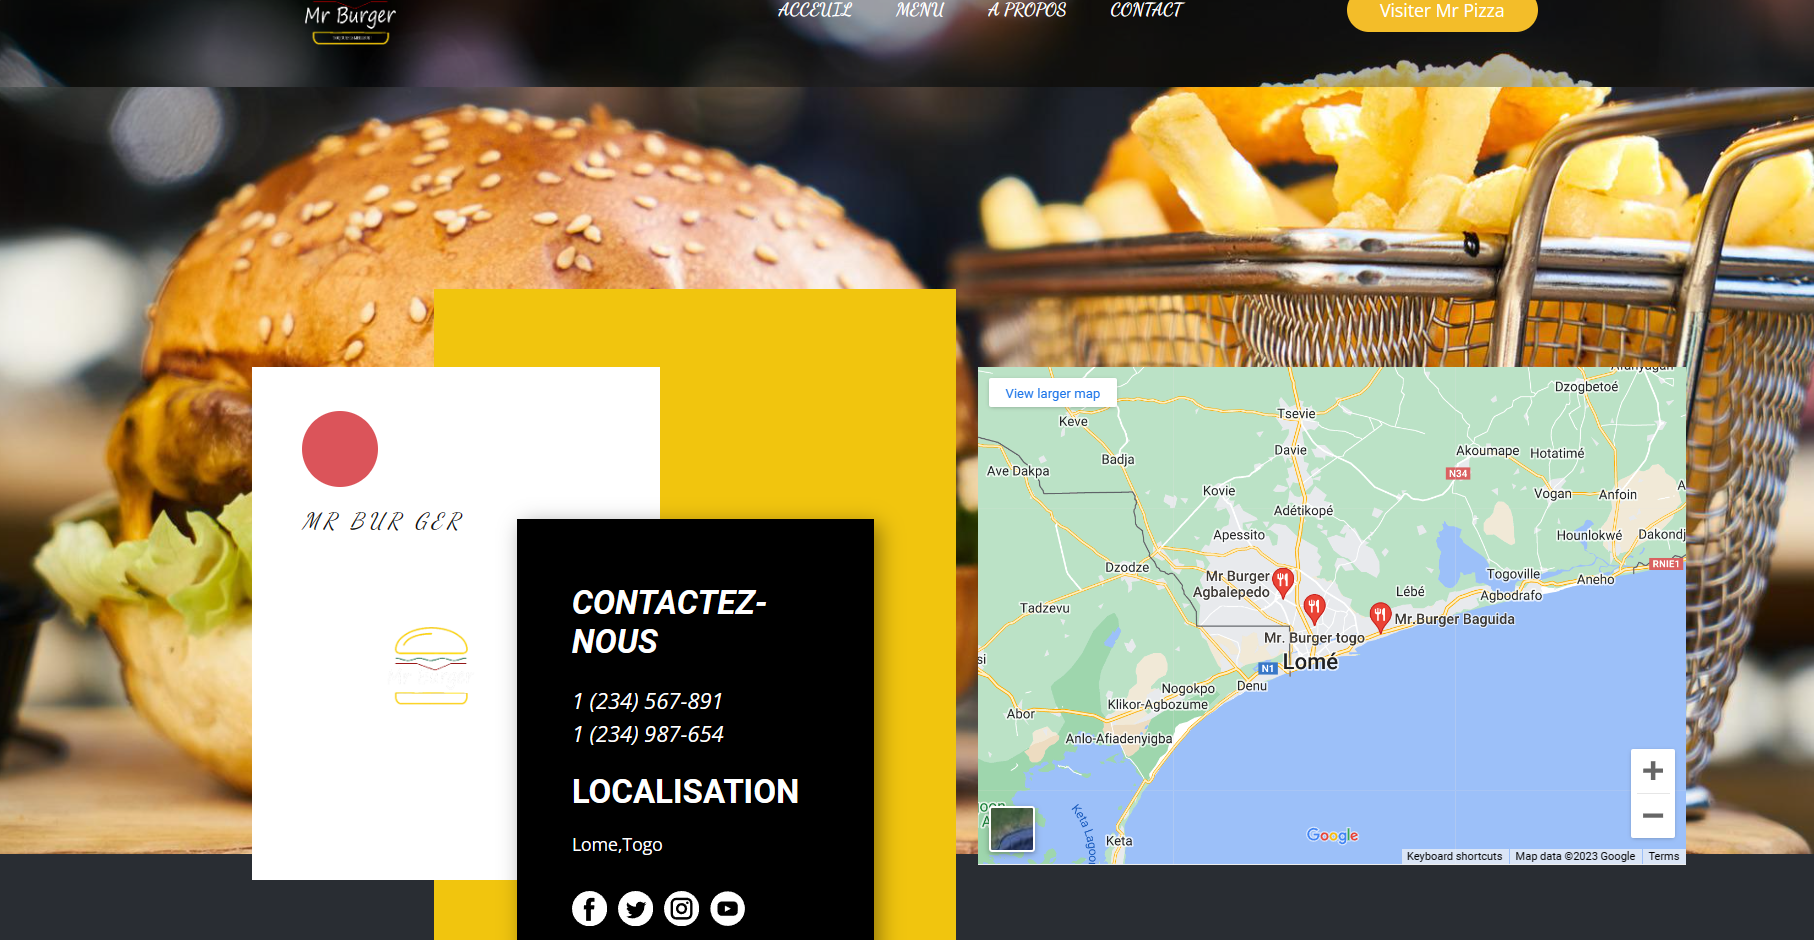 Mr Burger
ACCEUIL
MENU
A PROPOS
CONTACT
Visiter Mr Pizza
MR BUR GER
Mr Burger
CONTACTEZ-
NOUS
1 (234) 567-891
1 (234) 987-654
LOCALISATION
Lome,Togo
View larger map
Dzogbetoé
Tsevie
Keve
Davie
Akoumape
Hotatimé
Badja
Ave Dakpa
N34
Kovie
Vogan
Anfoin
Adétikopé
Apessito
Hounlokwé
Dakondj
Dzodze
RNIE1
Togoville
Aneho
Mr Burger
Agbalepedo
Lébé
Agbodrafo
Tadzevu
Mr.Burger Baguida
Mr. Burger togo
Lomé
N1
Denu
Nogokpo
Klikor-Agbozume
Abor
Anlo-Afiadenyigba
Keta Lagoo
Keta
Google
Keyboard shortcuts
Map data ©2023 Google
Terms